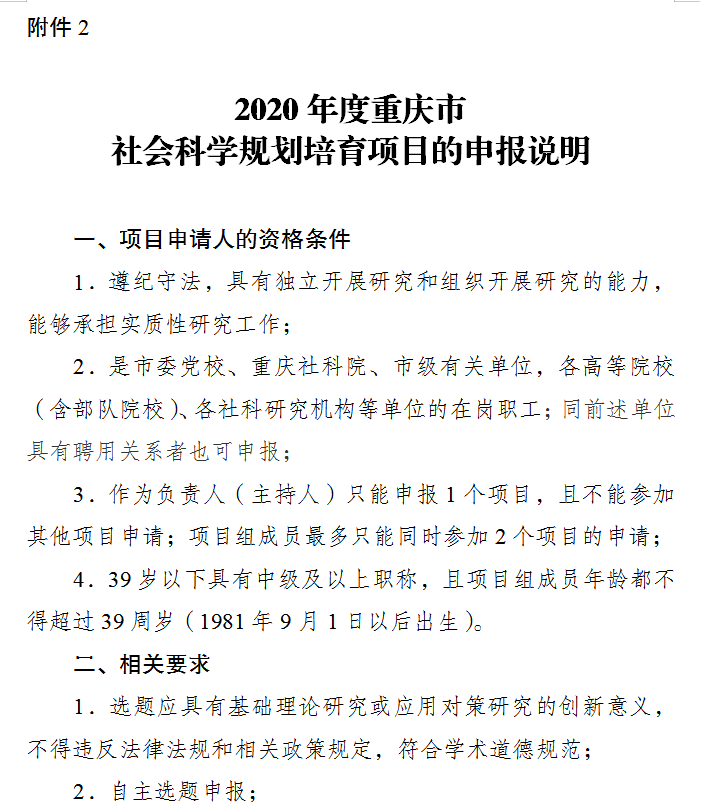 附件2
2020年度重庆市
社会科学规划培育项目的申报说明
一、项目申请人的资格条件
1．遵纪守法，具有独立开展研究和组织开展研究的能力，
能够承担实质性研究工作；
2．是市委党校、重庆社科院、市级有关单位，各高等院校
（含部队院校）、各社科研究机构等单位的在岗职工；同前述单位
具有聘用关系者也可申报；
3．作为负责人（主持人）只能申报1个项目，且不能参加
其他项目申请；项目组成员最多只能同时参加2个项目的申请；
4．39岁以下具有中级及以上职称，且项目组成员年龄都不
得超过39周岁（1981年9月1日以后出生）。
二、相关要求
1．选题应具有基础理论研究或应用对策研究的创新意义，
不得违反法律法规和相关政策规定，符合学术道德规范；
2．自主选题申报；